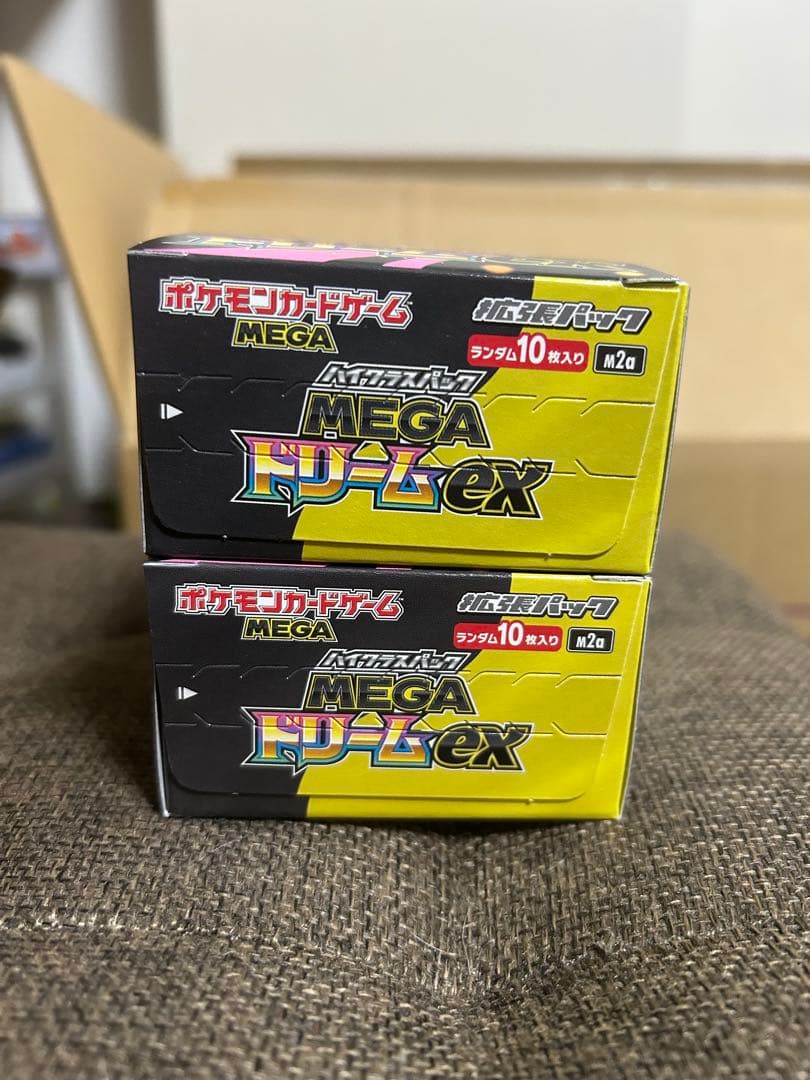 ポケモンカードゲーム
MEGA
拡張パック
ランダム10枚入り
M2a
ハイクラスパック
MEGA
ドリームex
ポケモンカードゲーム
MEGA
拡張パック
ランダム10枚入り
M2a
ハイクラスパック
MEGA
ドリームex